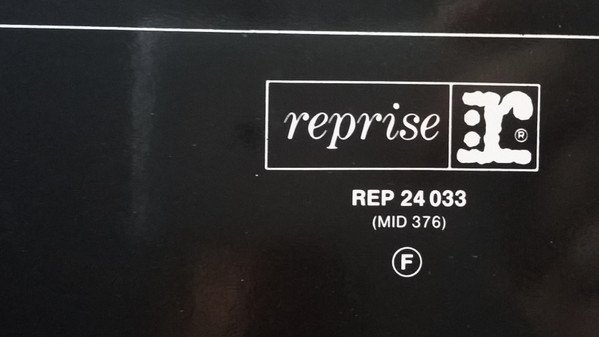 reprise :r®
REP 24 033
(MID 376)
F